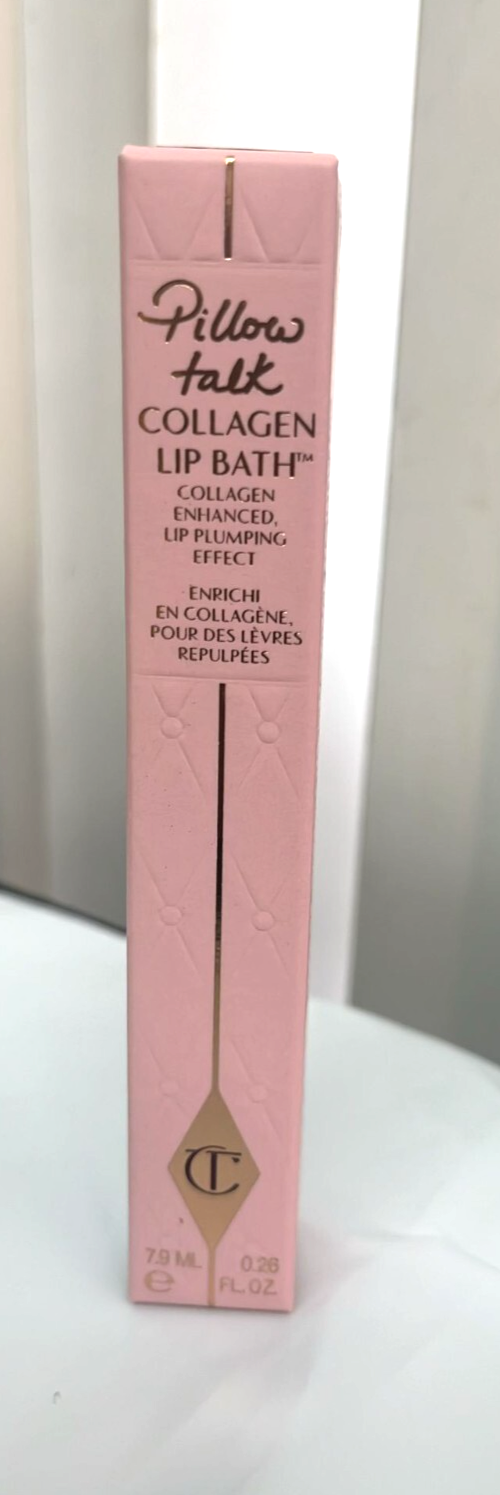 Pillow
talk
COLLAGEN
LIP BATH™
COLLAGEN
ENHANCED,
LIP PLUMPING
EFFECT
ENRICHI
EN COLLAGÈNE,
POUR DES LÈVRES
REPULPÉES
CT
7.9 ML 0.26
℮ FL. OZ